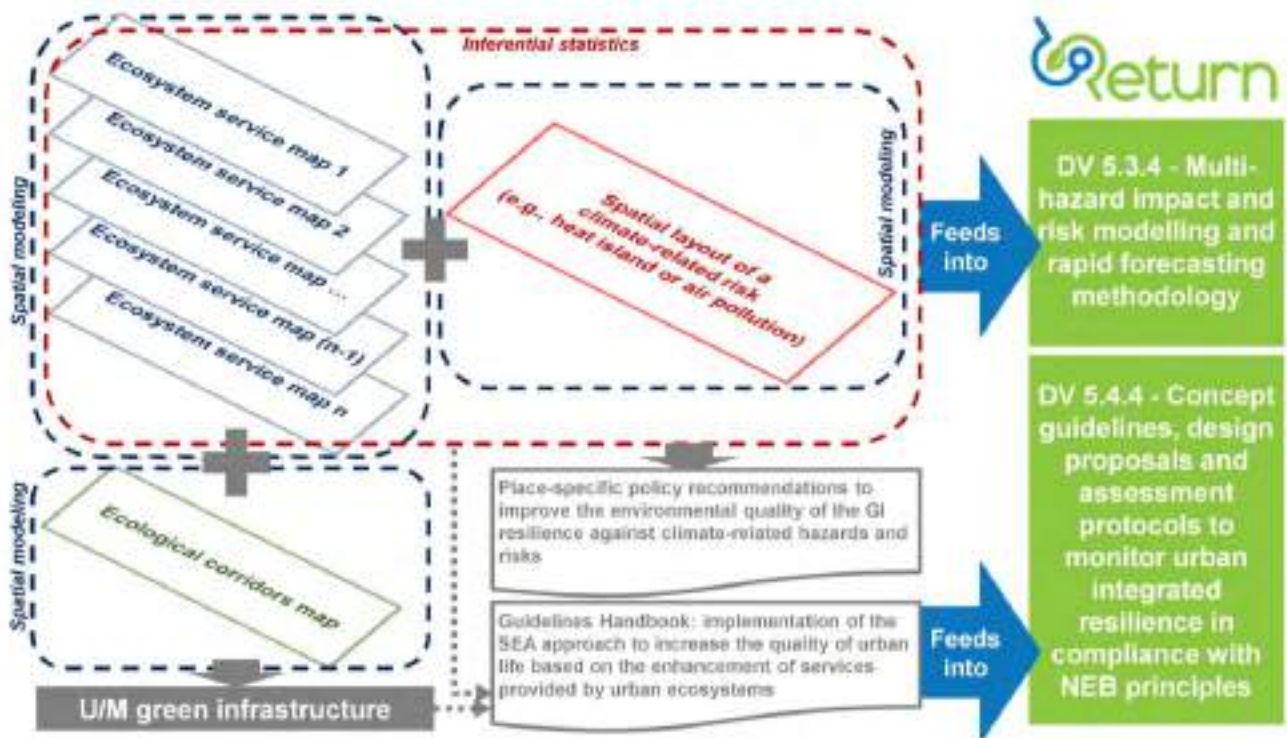 Inferential statistics
Spatial modelling
Ecosystem service map 1
Ecosystem service map 2
Ecosystem service map ...
Ecosystem service map (n-1)
Ecosystem service map n
Spatial layout of a
climate-related risk
(e.g., heat island or air pollution)
Spatial modeling
Feeds
into
Return
DV 5.3.4 - Multi-
hazard impact and
risk modelling and
rapid forecasting
methodology
Spatial modeling
Ecological corridors map
U/M green infrastructure
Place-specific policy recommendations to
improve the environmental quality of the GI
resilience against climate-related hazards and
risks
Guidelines Handbook: implementation of the
SEA approach to increase the quality of urban
life based on the enhancement of services
provided by urban ecosystems
Feeds
into
DV 5.4.4 - Concept
guidelines, design
proposals and
assessment
protocols to
monitor urban
integrated
resilience in
compliance with
NEB principles